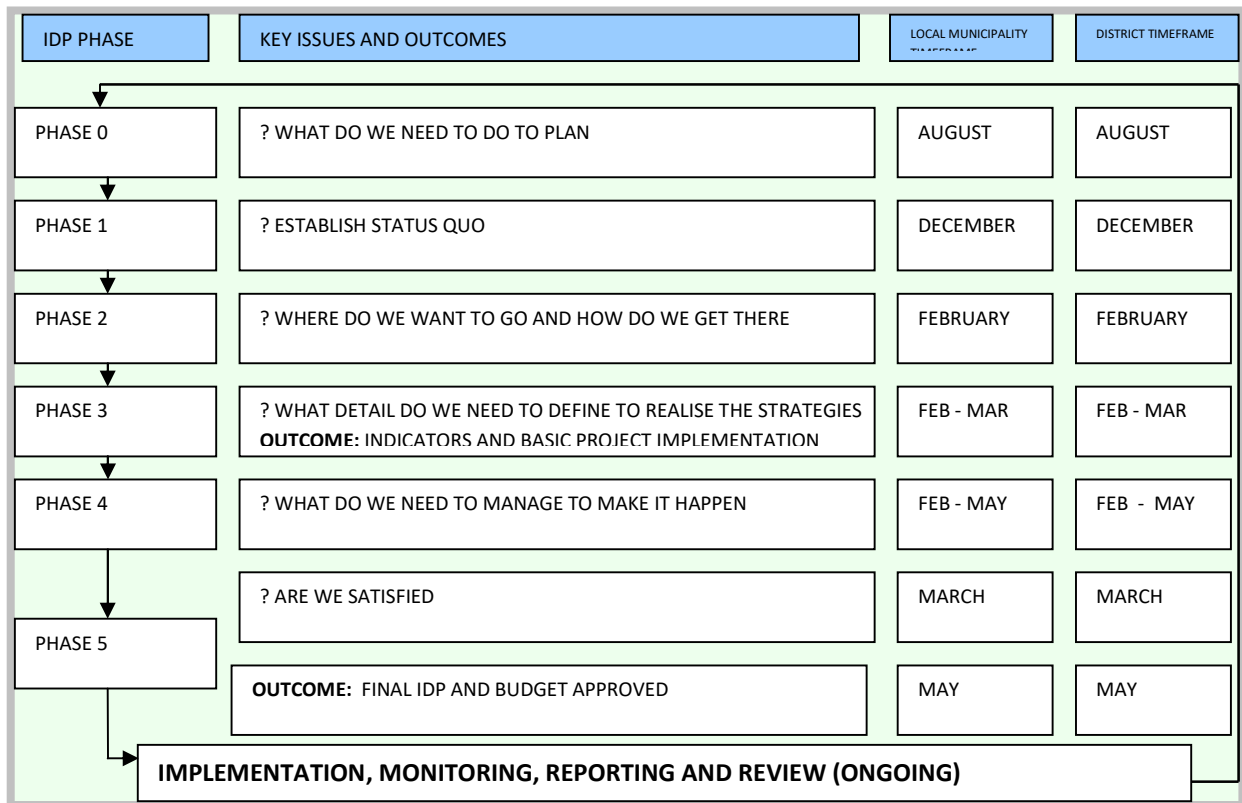 IDP PHASE
KEY ISSUES AND OUTCOMES
LOCAL MUNICIPALITY
TIMEFRAME
DISTRICT TIMEFRAME
PHASE 0
? WHAT DO WE NEED TO DO TO PLAN
AUGUST
AUGUST
PHASE 1
? ESTABLISH STATUS QUO
DECEMBER
DECEMBER
PHASE 2
? WHERE DO WE WANT TO GO AND HOW DO WE GET THERE
FEBRUARY
FEBRUARY
PHASE 3
? WHAT DETAIL DO WE NEED TO DEFINE TO REALISE THE STRATEGIES
OUTCOME: INDICATORS AND BASIC PROJECT IMPLEMENTATION
FEB - MAR
FEB - MAR
PHASE 4
? WHAT DO WE NEED TO MANAGE TO MAKE IT HAPPEN
FEB - MAY
FEB - MAY
? ARE WE SATISFIED
MARCH
MARCH
PHASE 5
OUTCOME: FINAL IDP AND BUDGET APPROVED
MAY
MAY
IMPLEMENTATION, MONITORING, REPORTING AND REVIEW (ONGOING)